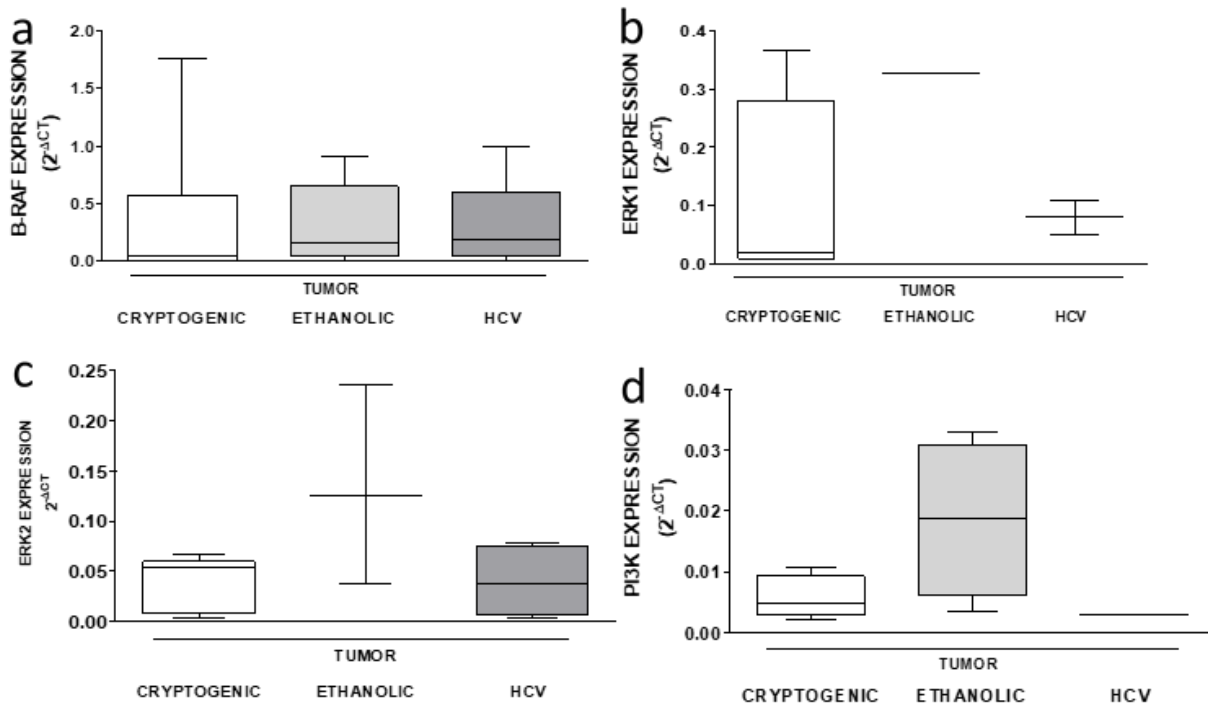 a
B-RAF EXPRESSION
(2^-ΔCT)
2.0
1.5
1.0
0.5
0.0
TUMOR
CRYPTOGENIC ETHANOLIC HCV
b
ERK1 EXPRESSION
(2^-ΔCT)
0.4
0.3
0.2
0.1
0.0
TUMOR
CRYPTOGENIC ETHANOLIC HCV
c
ERK2 EXPRESSION
2^-ΔCT
0.25
0.20
0.15
0.10
0.05
0.00
TUMOR
CRYPTOGENIC ETHANOLIC HCV
d
PI3K EXPRESSION
(2^-ΔCT)
0.04
0.03
0.02
0.01
0.00
TUMOR
CRYPTOGENIC ETHANOLIC HCV